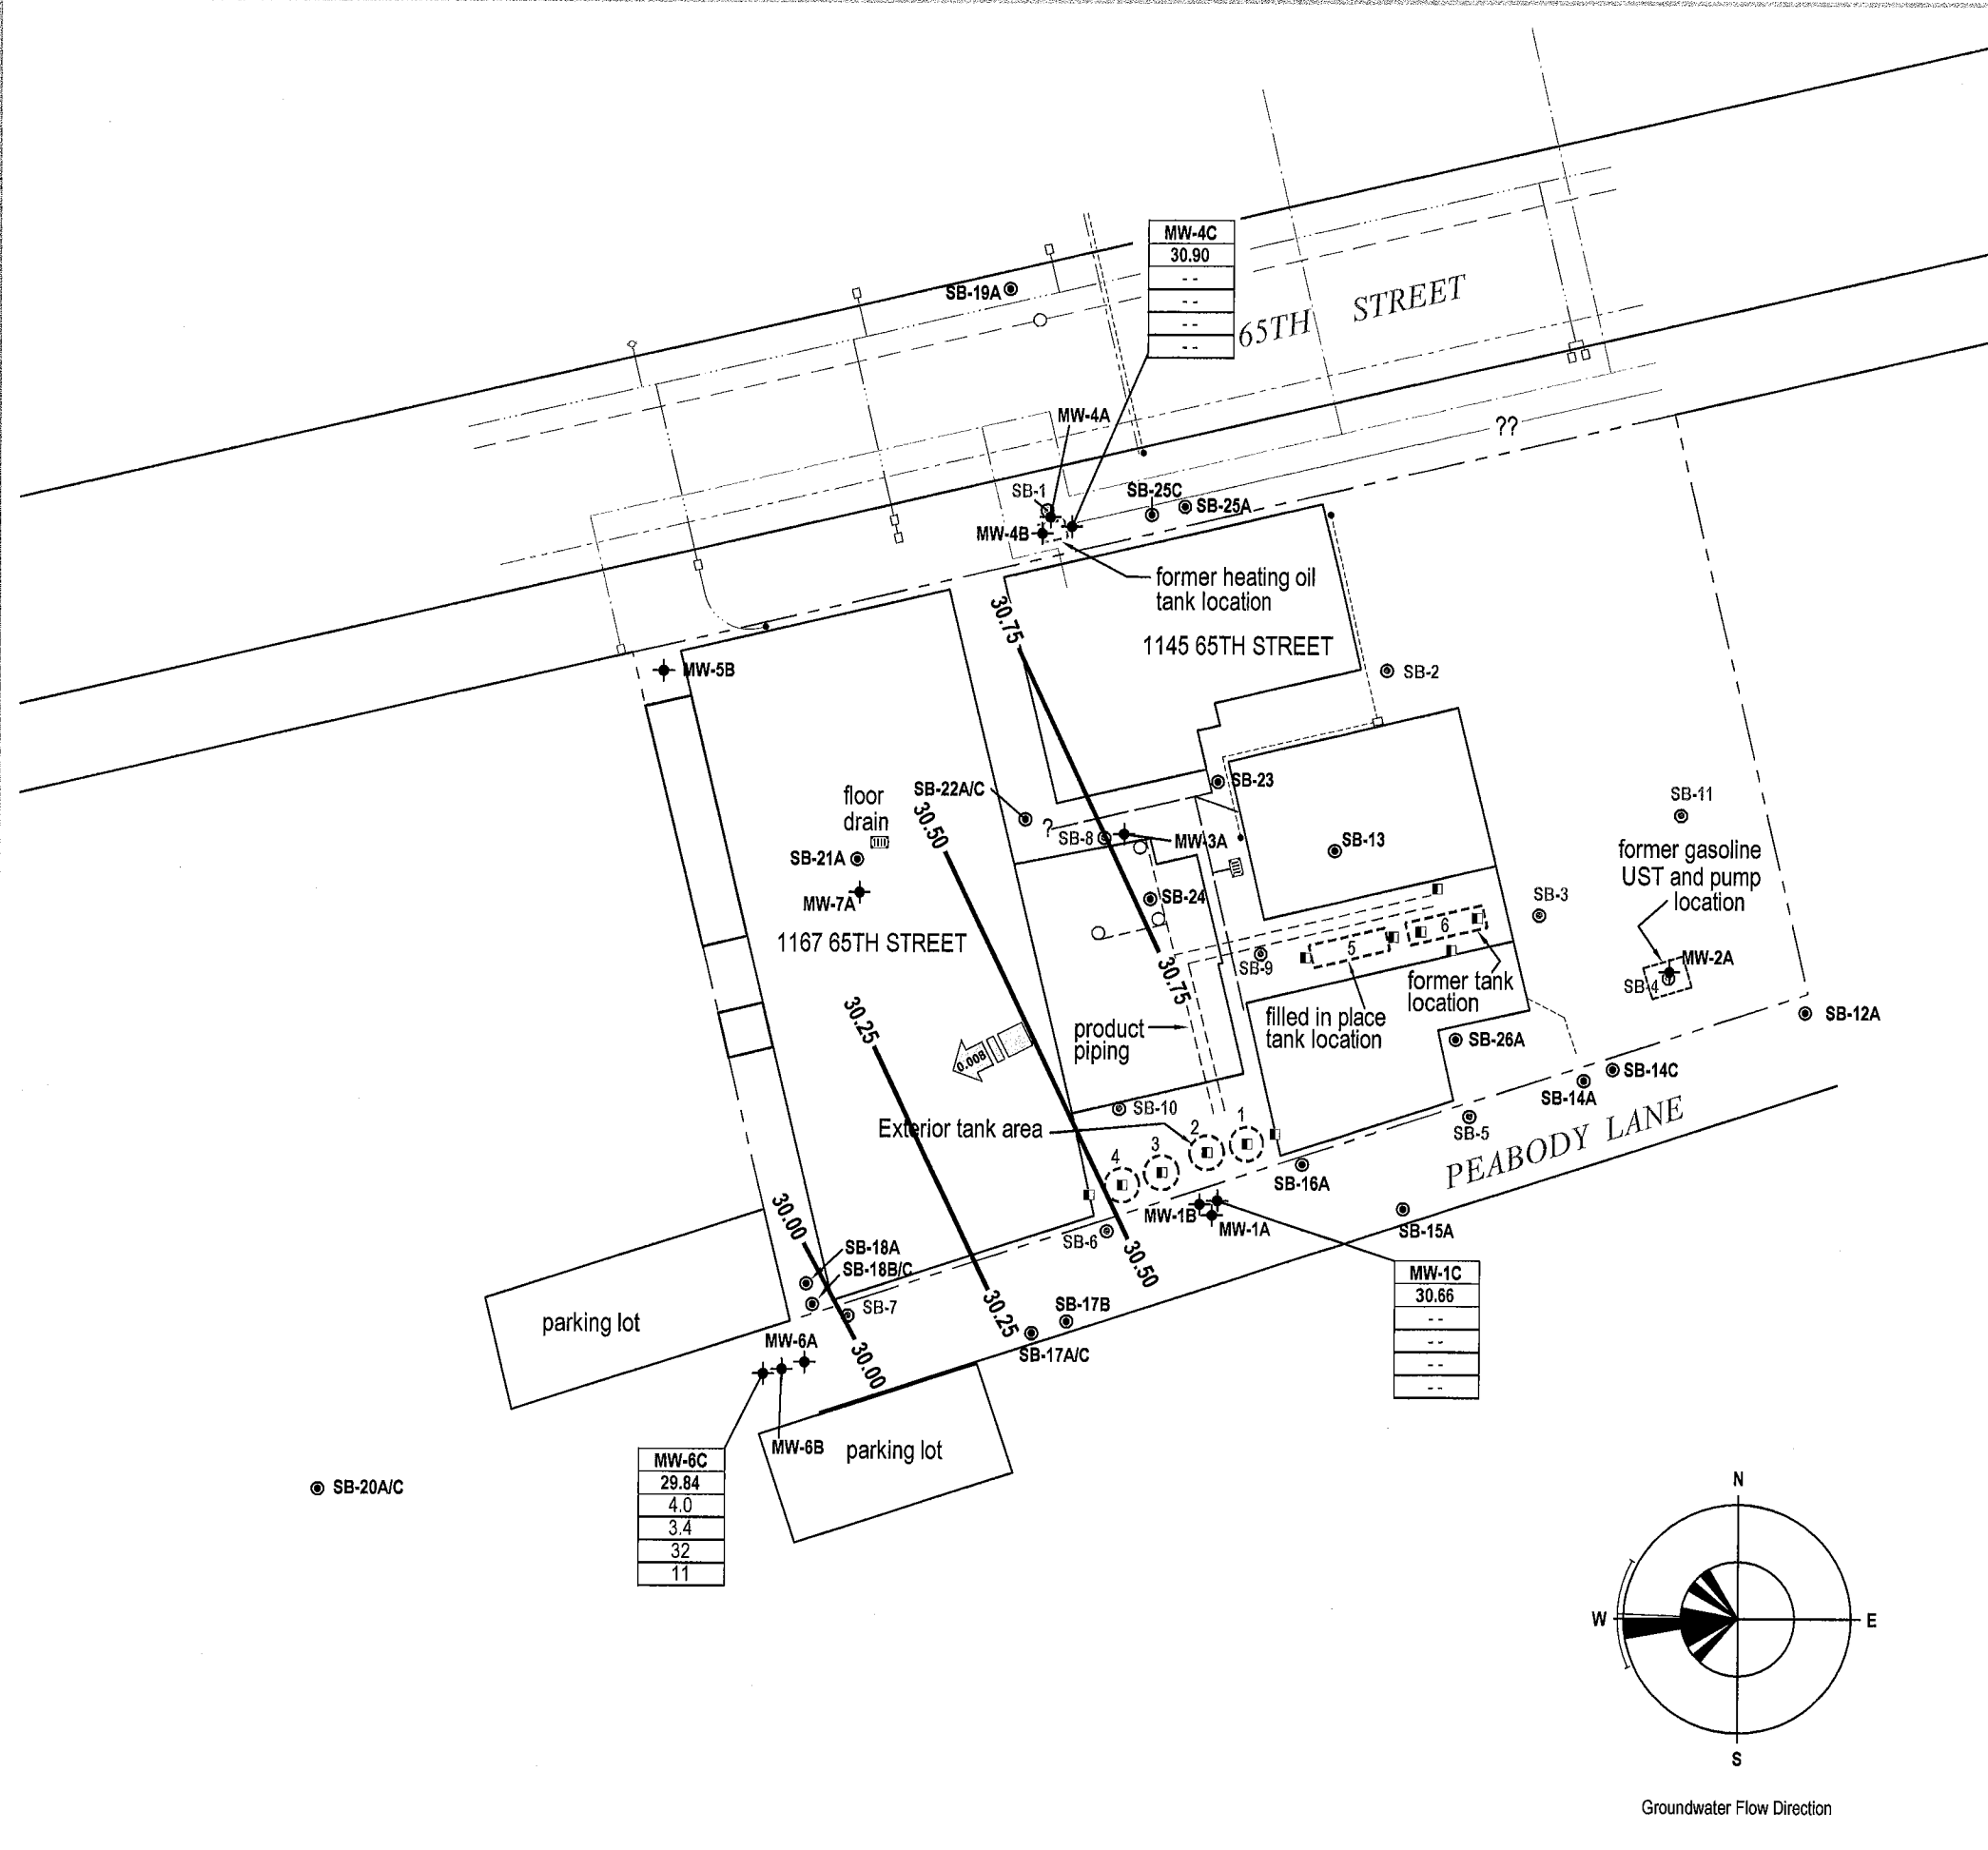 MW-4C
30.90
- -
- -
- -
- -
65TH STREET
SB-19A
MW-4A
??
SB-1
SB-25C
SB-25A
MW-4B
former heating oil
tank location
30.75
1145 65TH STREET
MW-5B
SB-2
SB-23
floor
drain
SB-22A/C
30.50
?
SB-8
MW-3A
SB-13
SB-11
SB-21A
MW-7A
SB-24
former gasoline
UST and pump
location
SB-3
1167 65TH STREET
6
5
SB-9
30.75
former tank
location
MW-2A
SB-4
30.25
filled in place
tank location
product
piping
SB-12A
SB-26A
0.008
SB-14C
SB-14A
SB-10
Exterior tank area
1
2
3
4
SB-5
PEABODY LANE
SB-16A
30.00
MW-1B
MW-1A
SB-15A
SB-6
30.50
SB-18A
SB-18B/C
SB-7
30.25
SB-17B
SB-17A/C
MW-1C
30.66
- -
- -
- -
- -
parking lot
MW-6A
30.00
MW-6B
parking lot
MW-6C
29.84
4.0
3.4
32
11
SB-20A/C
N
W
E
S
Groundwater Flow Direction